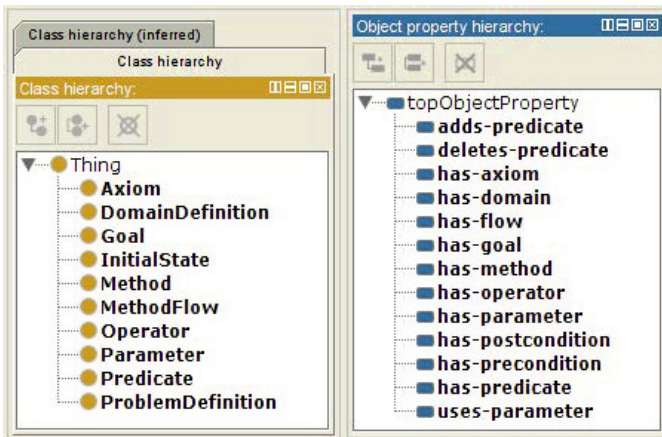 Class hierarchy (inferred)
Class hierarchy
Class hierarchy:
Thing
Axiom
DomainDefinition
Goal
InitialState
Method
MethodFlow
Operator
Parameter
Predicate
ProblemDefinition
Object property hierarchy:
topObjectProperty
adds-predicate
deletes-predicate
has-axiom
has-domain
has-flow
has-goal
has-method
has-operator
has-parameter
has-postcondition
has-precondition
has-predicate
uses-parameter